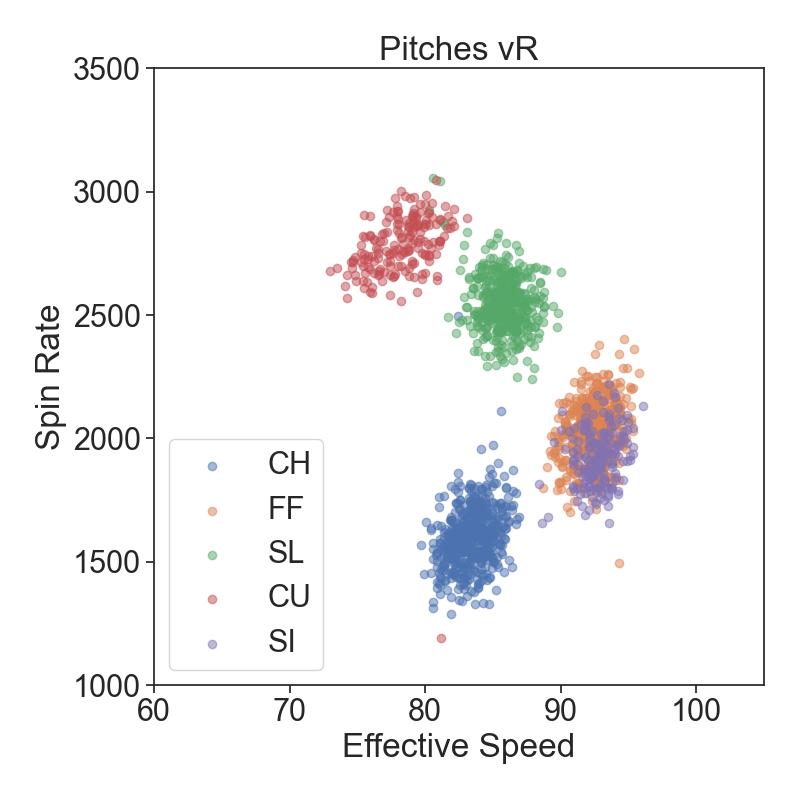 Pitches vR
3500
3000
2500
2000
1500
1000
Spin Rate
CH
FF
SL
CU
SI
60 70 80 90 100
Effective Speed